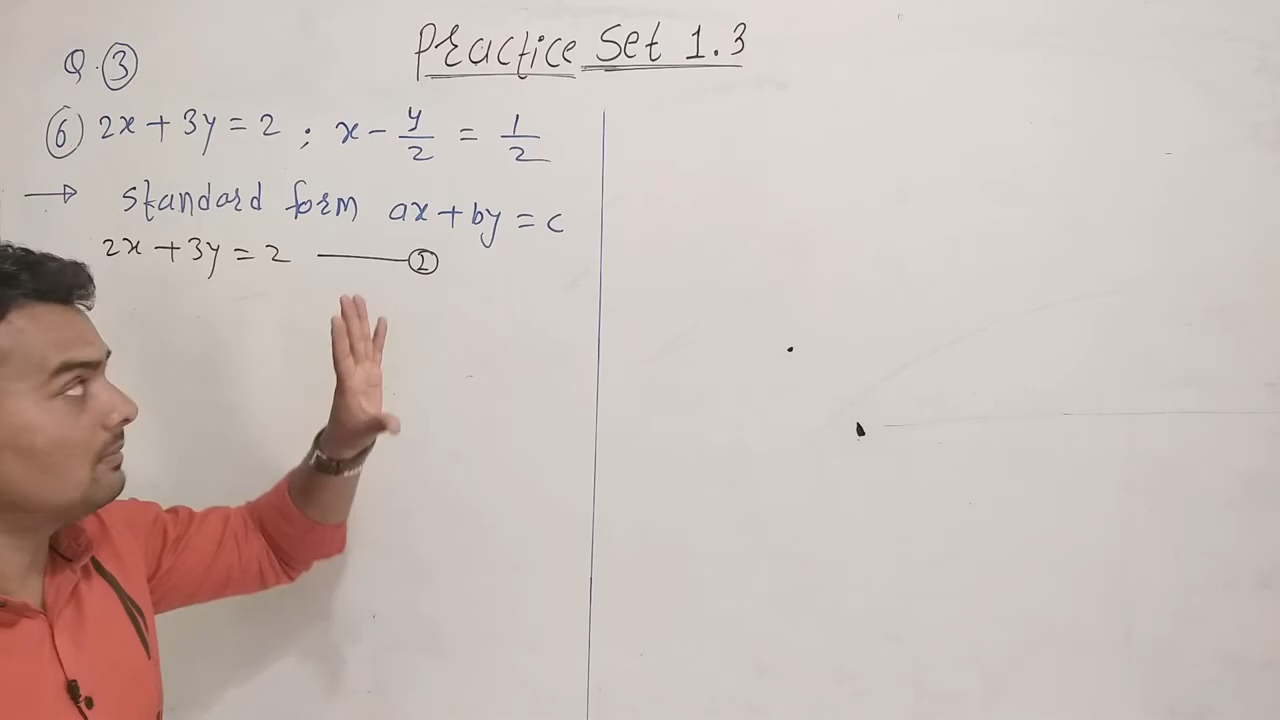 Practice Set 1.3
Q. ③
⑥ 2x + 3y = 2 ; x - y/2 = 1/2
→ standard form ax + by = c
2x + 3y = 2 —— Ⓘ